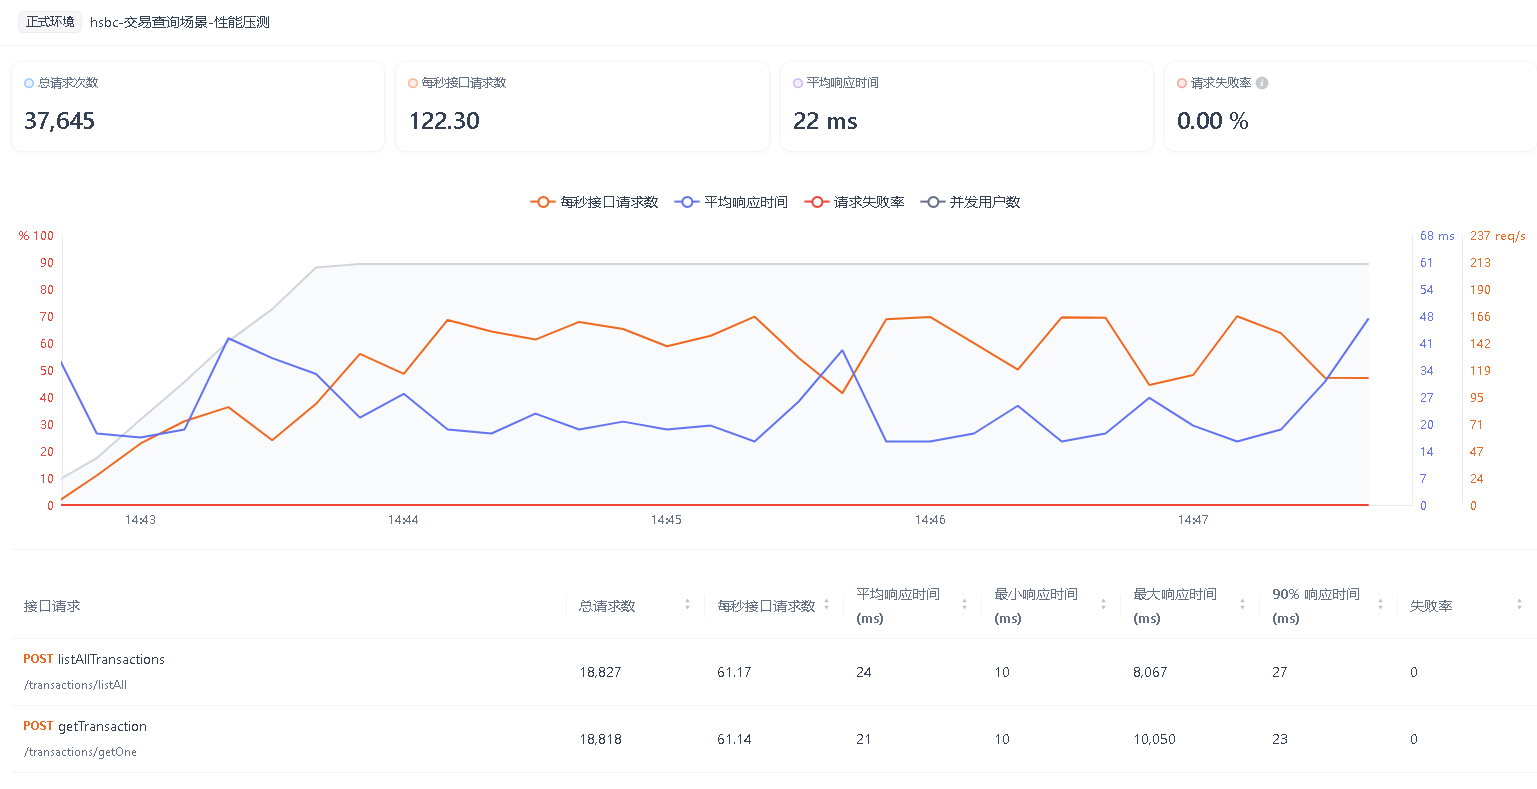 正式环境 hsbc-交易查询场景-性能压测
总请求次数 每秒接口请求数 平均响应时间 请求失败率
37,645 122.30 22 ms 0.00 %
每秒接口请求数 平均响应时间 请求失败率 并发用户数
% 100 68 ms 237 req/s
90 61 213
80 54 190
70 48 166
60 41 142
50 34 119
40 27 95
30 20 71
20 14 47
10 7 24
0 0 0
14:43 14:44 14:45 14:46 14:47
接口请求 总请求数 每秒接口请求数 平均响应时间 (ms) 最小响应时间 (ms) 最大响应时间 (ms) 90% 响应时间 (ms) 失败率
POST listAllTransactions
/transactions/listAll
18,827 61.17 24 10 8,067 27 0
POST getTransaction
/transactions/getOne
18,818 61.14 21 10 10,050 23 0